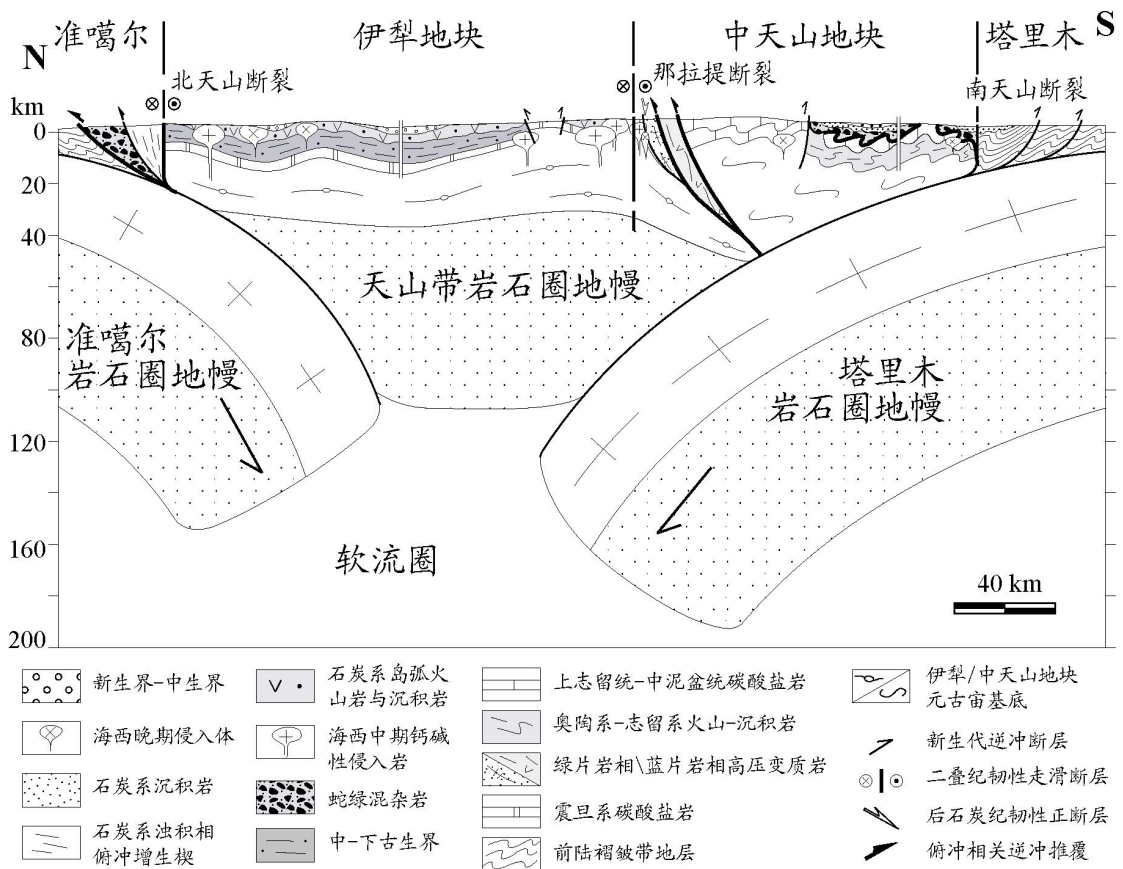 准噶尔
伊犁地块
中天山地块
塔里木
N
S
北天山断裂
那拉提断裂
南天山断裂
km
0
20
40
80
120
160
200
天山带岩石圈地幔
准噶尔
岩石圈地幔
塔里木
岩石圈地幔
软流圈
40 km
新生界-中生界
海西晚期侵入体
石炭系沉积岩
石炭系浊积相
俯冲增生楔
石炭系岛弧火
山岩与沉积岩
海西中期钙碱
性侵入岩
蛇绿混杂岩
中-下古生界
上志留统-中泥盆统碳酸盐岩
奥陶系-志留系火山-沉积岩
绿片岩相\蓝片岩相高压变质岩
震旦系碳酸盐岩
前陆褶皱带地层
伊犁/中天山地块
元古宙基底
新生代逆冲断层
二叠纪韧性走滑断层
后石炭纪韧性正断层
俯冲相关逆冲推覆